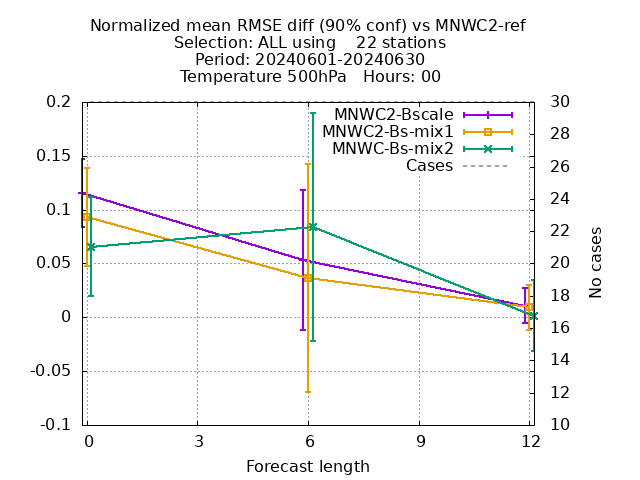 Normalized mean RMSE diff (90% conf) vs MNWC2-ref
Selection: ALL using    22 stations
Period: 20240601-20240630
Temperature 500hPa   Hours: 00
MNWC2-Bscale
MNWC2-Bs-mix1
MNWC-Bs-mix2
Cases
0.2
0.15
0.1
0.05
0
-0.05
-0.1
30
28
26
24
22
20
18
16
14
12
10
No cases
0 3 6 9 12
Forecast length